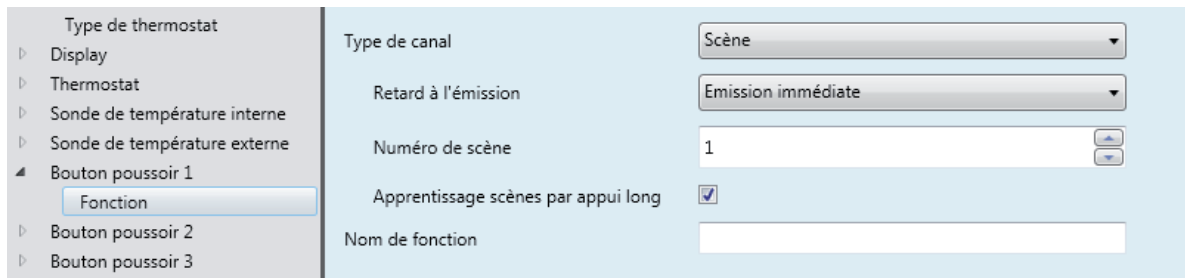 Type de thermostat
Display
Thermostat
Sonde de température interne
Sonde de température externe
Bouton poussoir 1
Fonction
Bouton poussoir 2
Bouton poussoir 3
Type de canal
Scène
Retard à l'émission
Emission immédiate
Numéro de scène
1
Apprentissage scènes par appui long
Nom de fonction